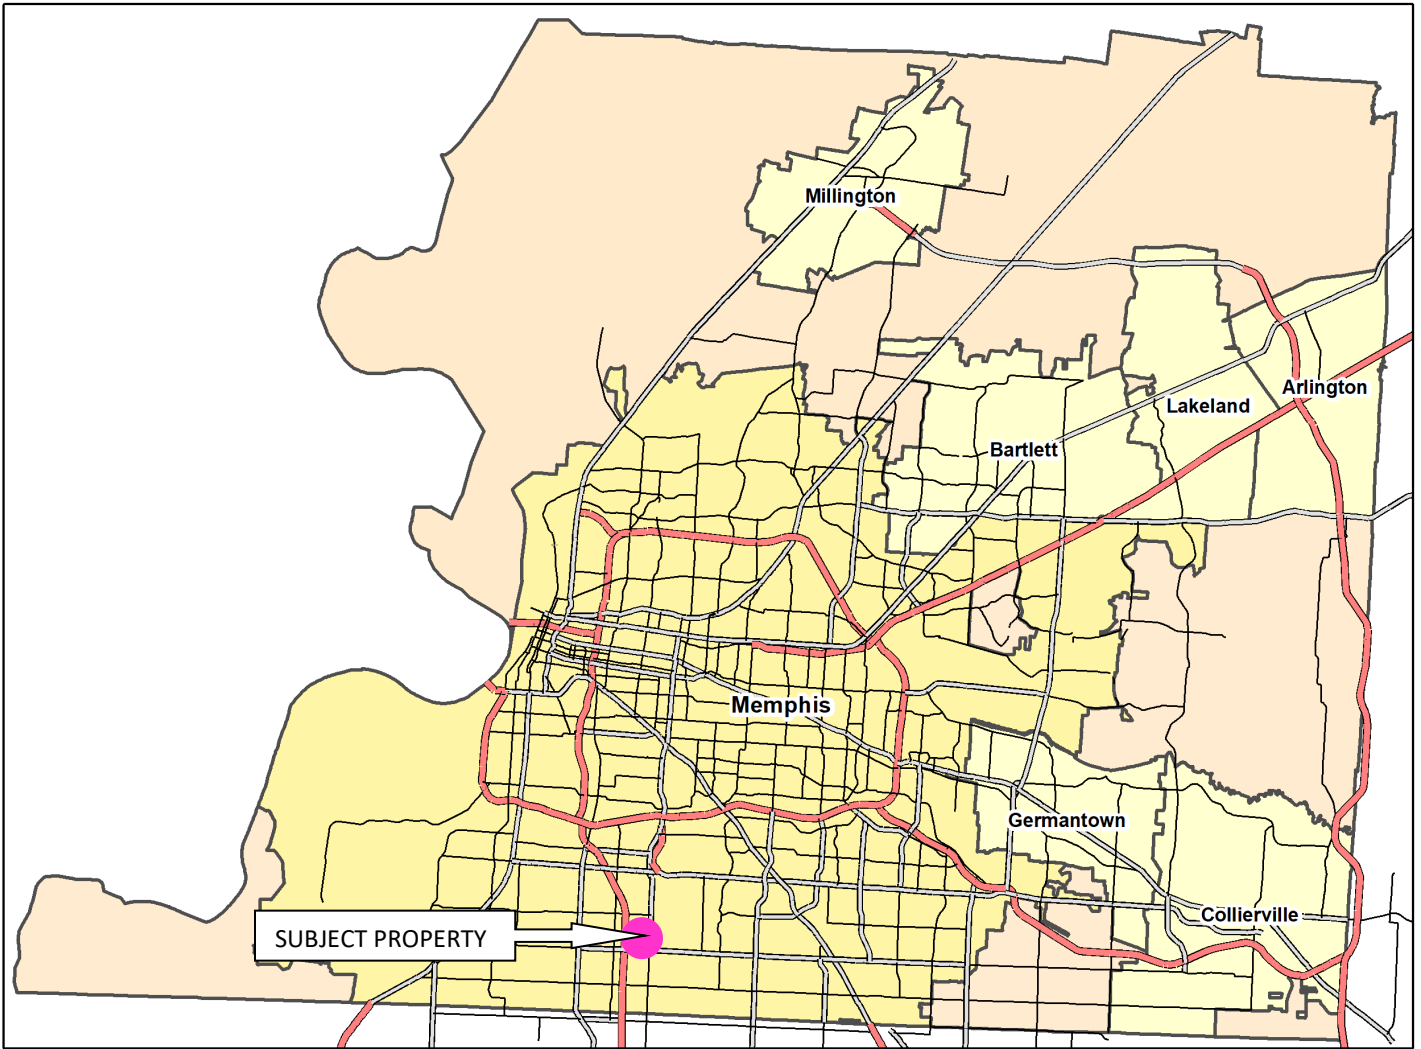 Millington
Arlington
Lakeland
Bartlett
Memphis
Germantown
Collierville
SUBJECT PROPERTY